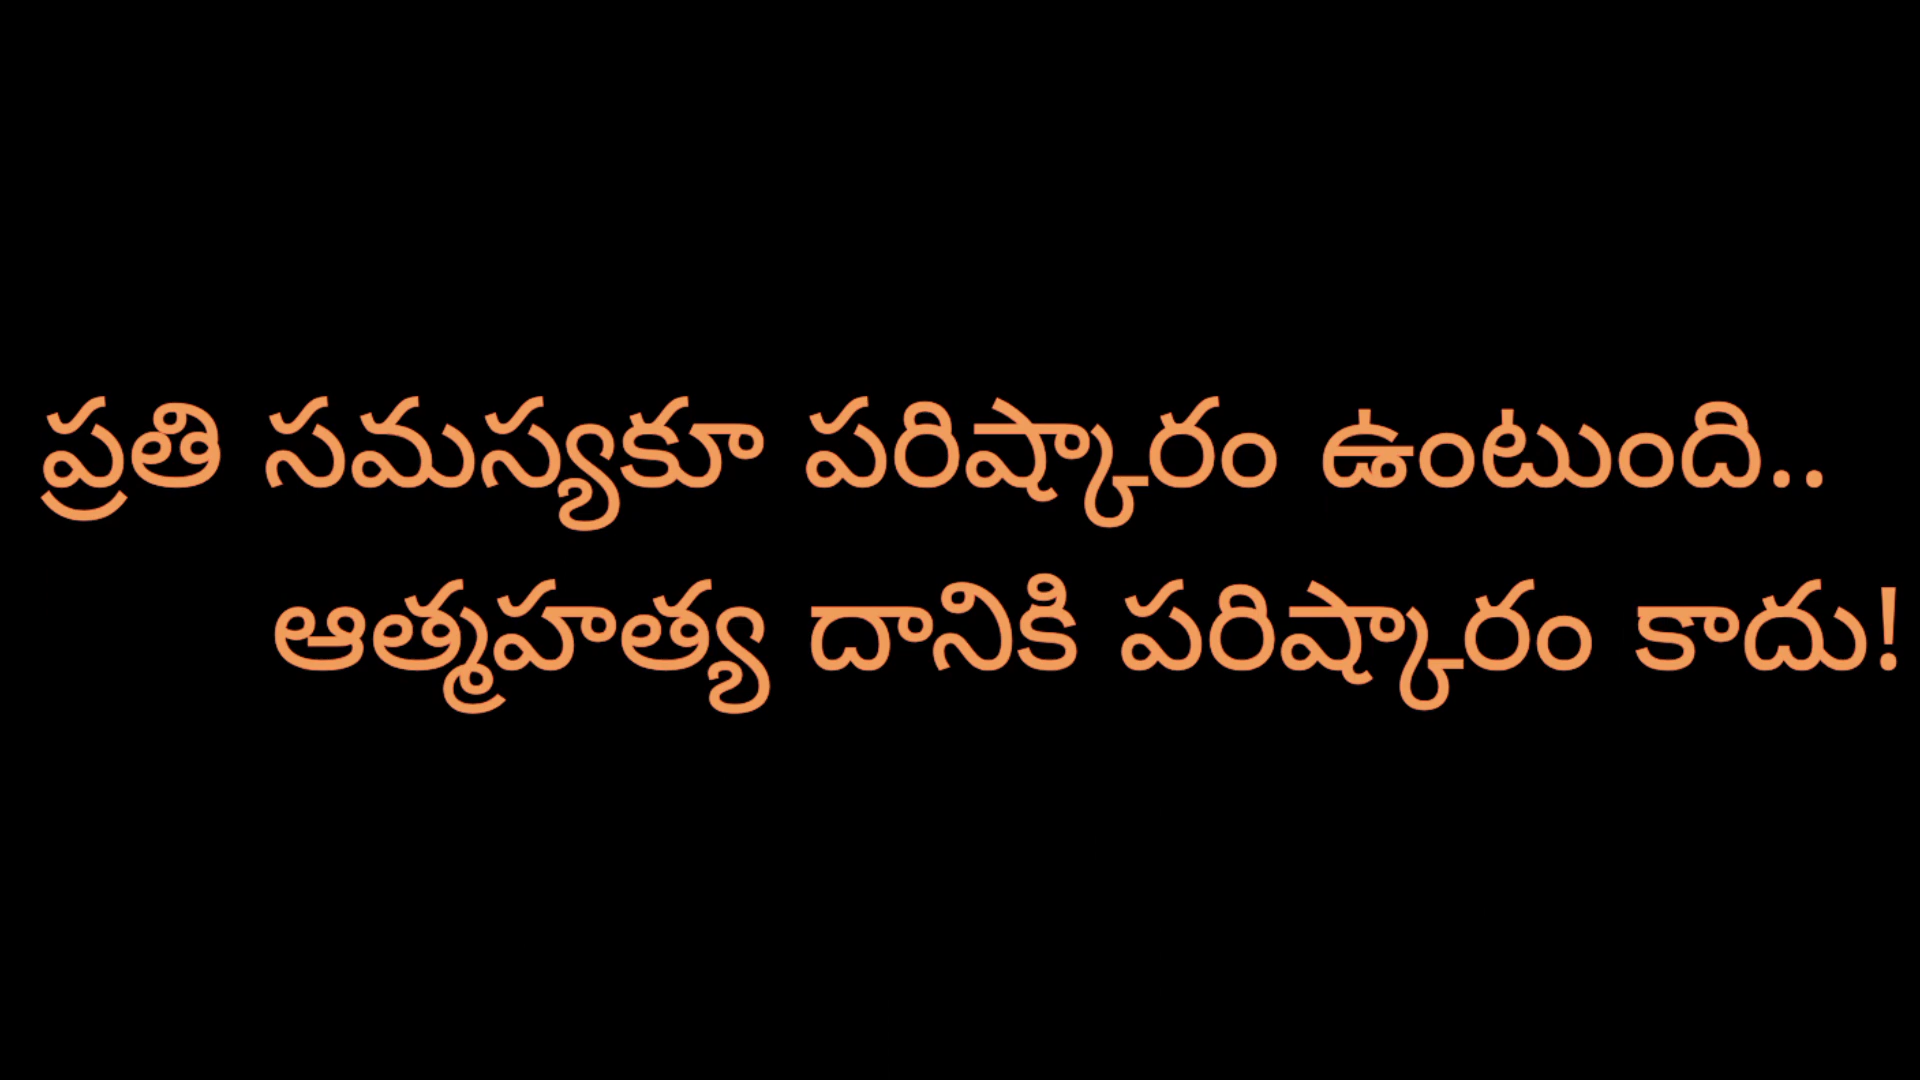 ప్రతి సమస్యకూ పరిష్కారం ఉంటుంది..
ఆత్మహత్య దానికి పరిష్కారం కాదు!